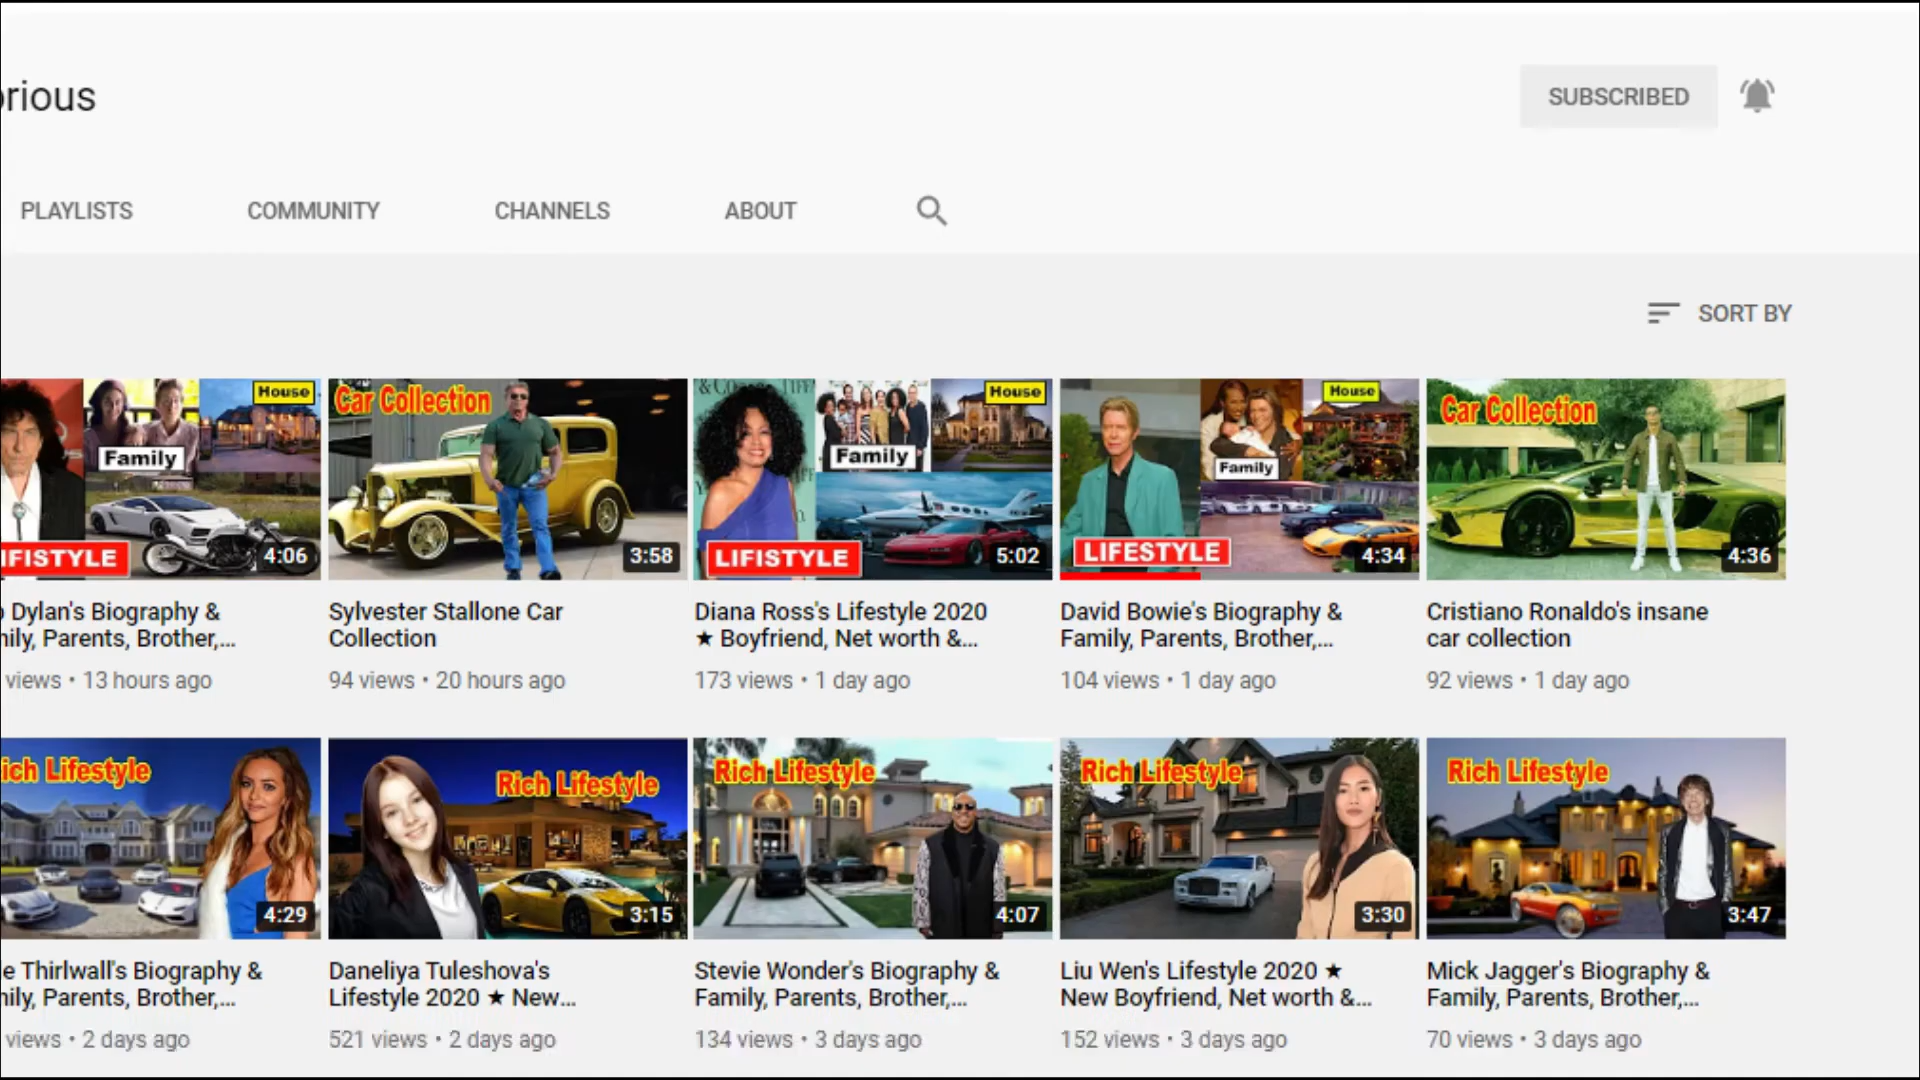 orious
SUBSCRIBED
PLAYLISTS
COMMUNITY
CHANNELS
ABOUT
SORT BY
House
Family
IFISTYLE
4:06
Car Collection
3:58
& CO
TIFF
House
Family
LIFISTYLE
5:02
House
Family
LIFESTYLE
4:34
Car Collection
4:36
Dylan's Biography &
ily, Parents, Brother,...
views • 13 hours ago
Sylvester Stallone Car
Collection
94 views • 20 hours ago
Diana Ross's Lifestyle 2020
★ Boyfriend, Net worth &...
173 views • 1 day ago
David Bowie's Biography &
Family, Parents, Brother,...
104 views • 1 day ago
Cristiano Ronaldo's insane
car collection
92 views • 1 day ago
ich Lifestyle
4:29
Rich Lifestyle
3:15
Rich Lifestyle
4:07
Rich Lifestyle
3:30
Rich Lifestyle
3:47
e Thirlwall's Biography &
ily, Parents, Brother,...
views • 2 days ago
Daneliya Tuleshova's
Lifestyle 2020 ★ New...
521 views • 2 days ago
Stevie Wonder's Biography &
Family, Parents, Brother,...
134 views • 3 days ago
Liu Wen's Lifestyle 2020 ★
New Boyfriend, Net worth &...
152 views • 3 days ago
Mick Jagger's Biography &
Family, Parents, Brother,...
70 views • 3 days ago